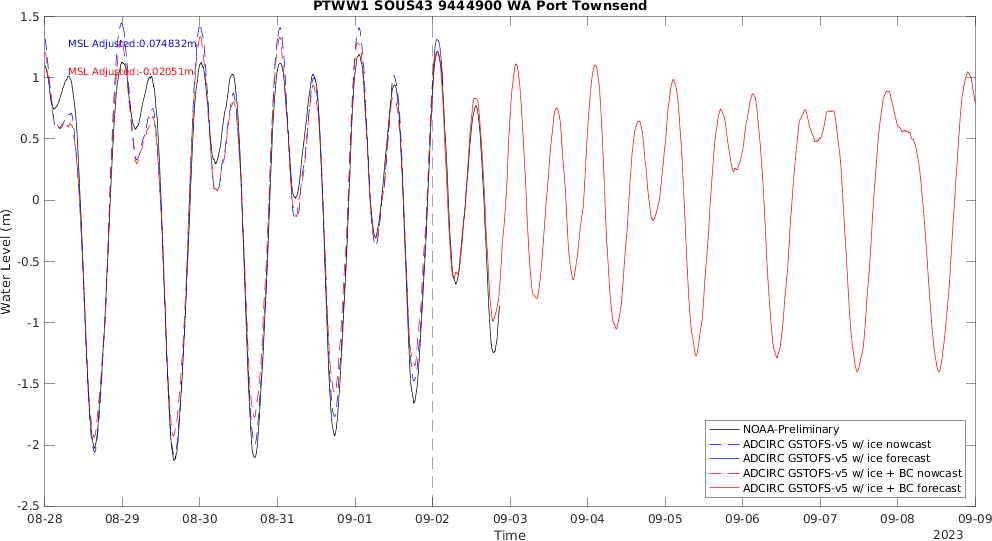 PTWW1 SOUS43 9444900 WA Port Townsend
MSL Adjusted:0.074832m
MSL Adjusted:-0.02051m
Water Level (m)
1.5
1
0.5
0
-0.5
-1
-1.5
-2
-2.5
NOAA-Preliminary
ADCIRC GSTOFS-v5 w/ ice nowcast
ADCIRC GSTOFS-v5 w/ ice forecast
ADCIRC GSTOFS-v5 w/ ice + BC nowcast
ADCIRC GSTOFS-v5 w/ ice + BC forecast
08-28 08-29 08-30 08-31 09-01 09-02 09-03 09-04 09-05 09-06 09-07 09-08 09-09
Time
2023